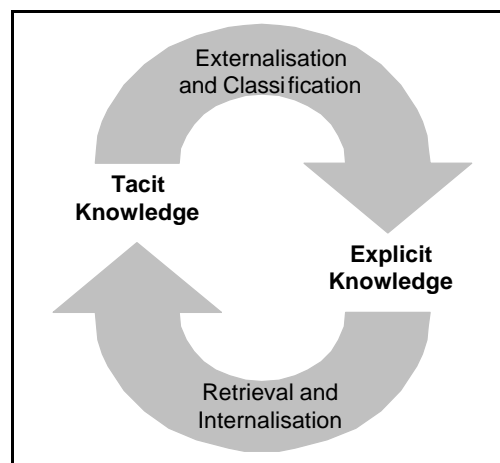 Externalisation
and Classification
Tacit
Knowledge
Explicit
Knowledge
Retrieval and
Internalisation